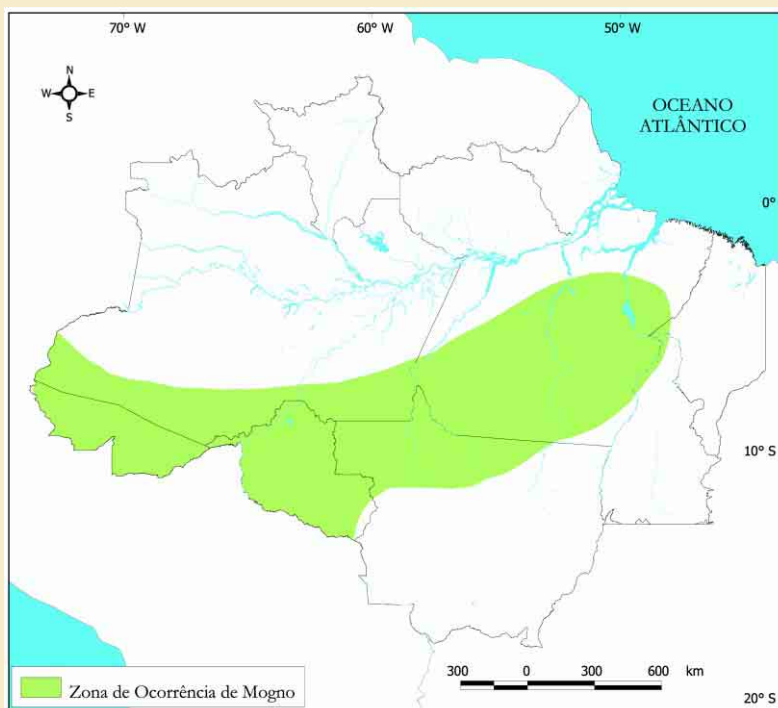 70° W 60° W 50° W
N
W E
S
OCEANO
ATLÂNTICO
0°
10° S
300 0 300 600 km
Zona de Ocorrência de Mogno
20° S